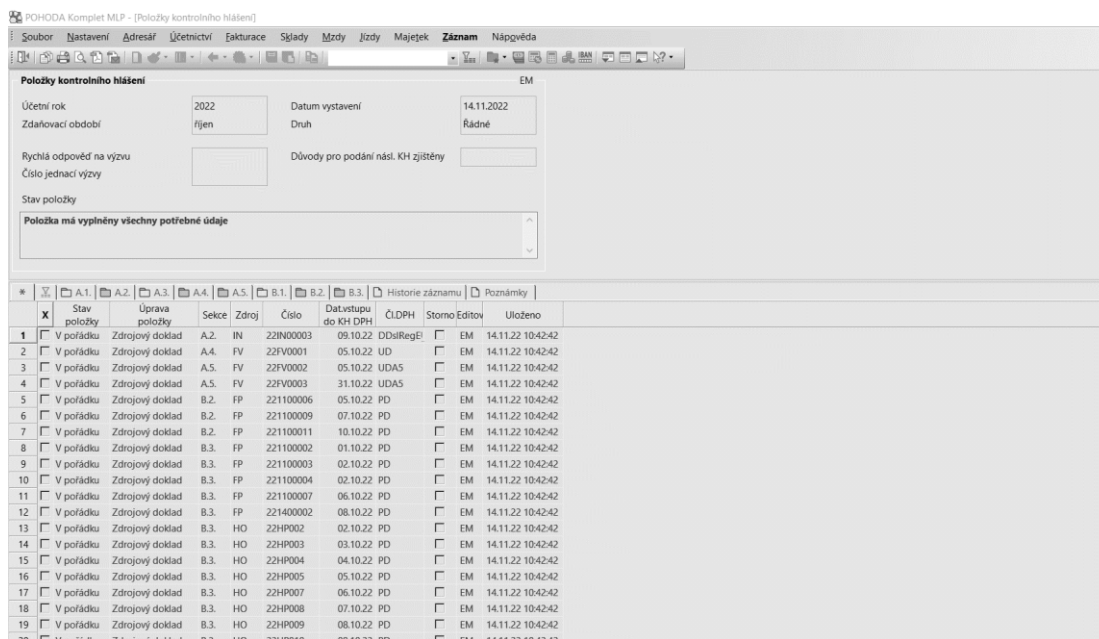 POHODA Komplet MLP - [Položky kontrolního hlášení]
Soubor Nastavení Adresář Účetnictví Fakturace Sklady Mzdy Jízdy Majetek Záznam Nápověda
IBAN
Položky kontrolního hlášení EM
Účetní rok 2022 Datum vystavení 14.11.2022
Zdaňovací období říjen Druh Řádné
Rychlá odpověď na výzvu Důvody pro podání násl. KH zjištěny
Číslo jednací výzvy
Stav položky
Položka má vyplněny všechny potřebné údaje
* A.1. A.2. A.3. A.4. A.5. B.1. B.2. B.3. Historie záznamu Poznámky
X Stav položky Úprava položky Sekce Zdroj Číslo Dat.vstupu do KH DPH Čl.DPH Storno Editov Uloženo
1 V pořádku Zdrojový doklad A.2. IN 22IN00003 09.10.22 DDslRegE EM 14.11.22 10:42:42
2 V pořádku Zdrojový doklad A.4. FV 22FV0001 05.10.22 UD EM 14.11.22 10:42:42
3 V pořádku Zdrojový doklad A.5. FV 22FV0002 05.10.22 UDA5 EM 14.11.22 10:42:42
4 V pořádku Zdrojový doklad A.5. FV 22FV0003 31.10.22 UDA5 EM 14.11.22 10:42:42
5 V pořádku Zdrojový doklad B.2. FP 221100006 05.10.22 PD EM 14.11.22 10:42:42
6 V pořádku Zdrojový doklad B.2. FP 221100009 07.10.22 PD EM 14.11.22 10:42:42
7 V pořádku Zdrojový doklad B.2. FP 221100011 10.10.22 PD EM 14.11.22 10:42:42
8 V pořádku Zdrojový doklad B.3. FP 221100002 01.10.22 PD EM 14.11.22 10:42:42
9 V pořádku Zdrojový doklad B.3. FP 221100003 02.10.22 PD EM 14.11.22 10:42:42
10 V pořádku Zdrojový doklad B.3. FP 221100004 02.10.22 PD EM 14.11.22 10:42:42
11 V pořádku Zdrojový doklad B.3. FP 221100007 06.10.22 PD EM 14.11.22 10:42:42
12 V pořádku Zdrojový doklad B.3. FP 221400002 08.10.22 PD EM 14.11.22 10:42:42
13 V pořádku Zdrojový doklad B.3. HO 22HP002 02.10.22 PD EM 14.11.22 10:42:42
14 V pořádku Zdrojový doklad B.3. HO 22HP003 03.10.22 PD EM 14.11.22 10:42:42
15 V pořádku Zdrojový doklad B.3. HO 22HP004 04.10.22 PD EM 14.11.22 10:42:42
16 V pořádku Zdrojový doklad B.3. HO 22HP005 05.10.22 PD EM 14.11.22 10:42:42
17 V pořádku Zdrojový doklad B.3. HO 22HP007 06.10.22 PD EM 14.11.22 10:42:42
18 V pořádku Zdrojový doklad B.3. HO 22HP008 07.10.22 PD EM 14.11.22 10:42:42
19 V pořádku Zdrojový doklad B.3. HO 22HP009 08.10.22 PD EM 14.11.22 10:42:42